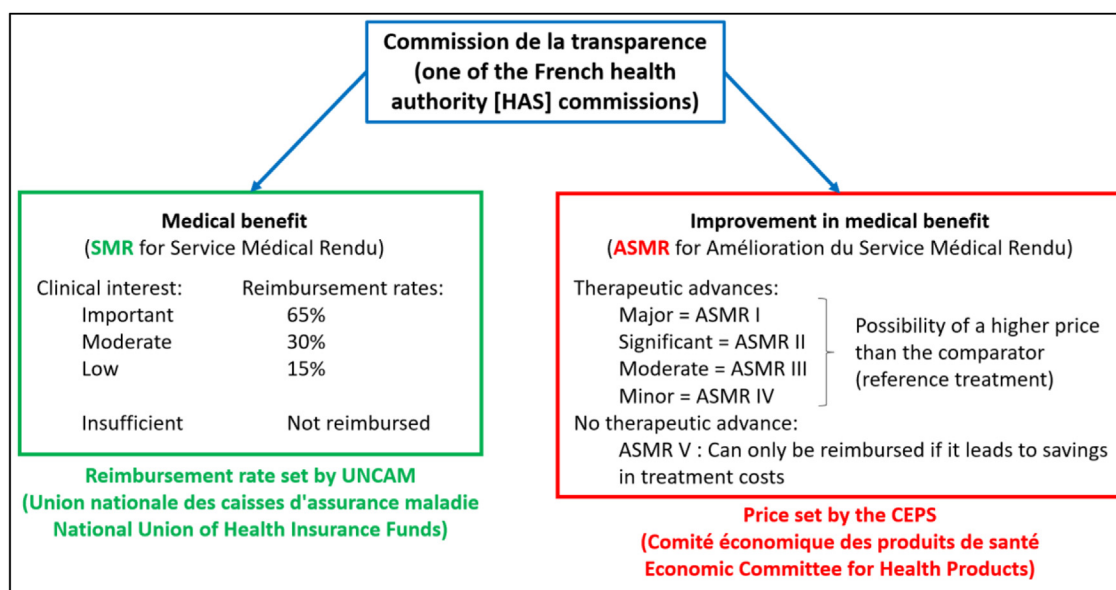 Commission de la transparence
(one of the French health
authority [HAS] commissions)
Medical benefit
(SMR for Service Médical Rendu)
Clinical interest: Reimbursement rates:
Important 65%
Moderate 30%
Low 15%
Insufficient Not reimbursed
Reimbursement rate set by UNCAM
(Union nationale des caisses d'assurance maladie
National Union of Health Insurance Funds)
Improvement in medical benefit
(ASMR for Amélioration du Service Médical Rendu)
Therapeutic advances:
Major = ASMR I
Significant = ASMR II
Moderate = ASMR III
Minor = ASMR IV
Possibility of a higher price
than the comparator
(reference treatment)
No therapeutic advance:
ASMR V : Can only be reimbursed if it leads to savings
in treatment costs
Price set by the CEPS
(Comité économique des produits de santé
Economic Committee for Health Products)